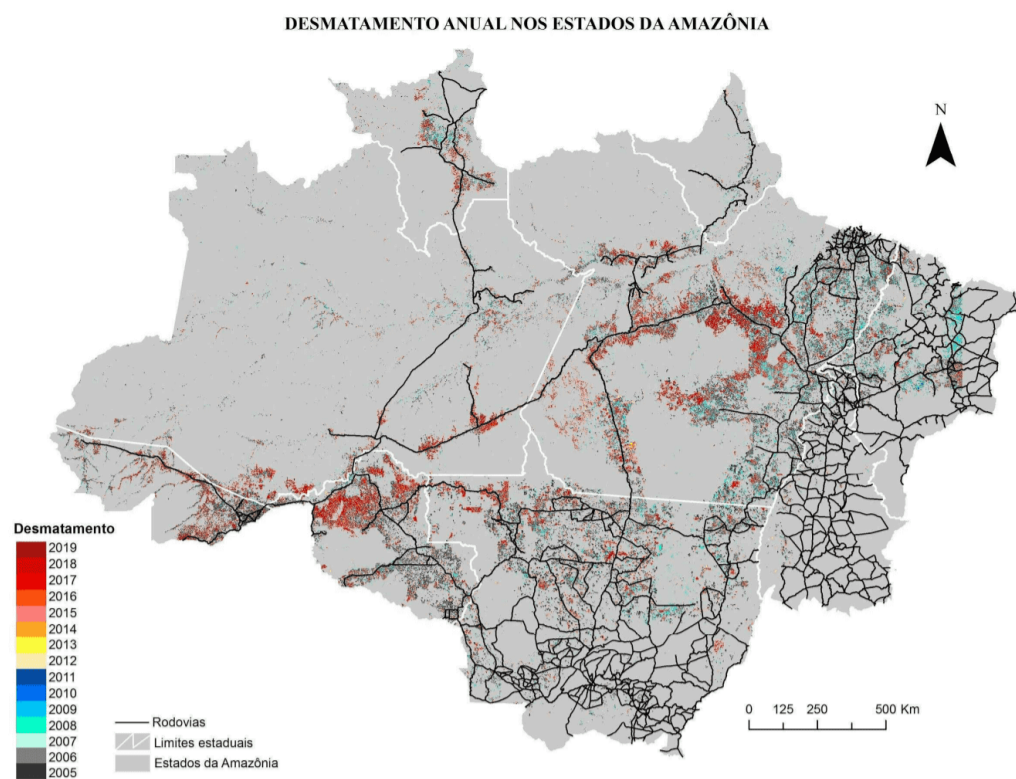 DESMATAMENTO ANUAL NOS ESTADOS DA AMAZÔNIA
N
Desmatamento
2019
2018
2017
2016
2015
2014
2013
2012
2011
2010
2009
2008
2007
2006
2005
Rodovias
Limites estaduais
Estados da Amazônia
0 125 250 500 Km